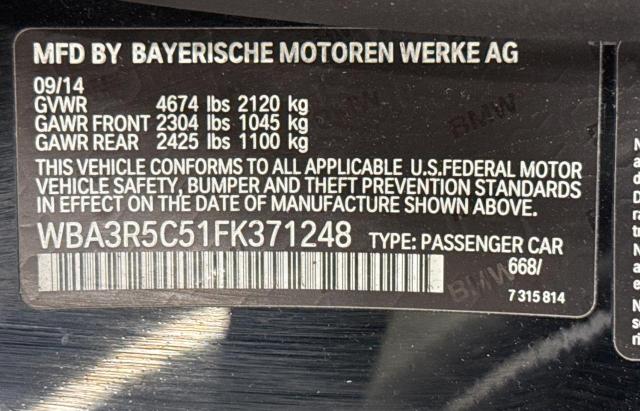 MFD BY BAYERISCHE MOTOREN WERKE AG
09/14
GVWR 4674 lbs 2120 kg
GAWR FRONT 2304 lbs 1045 kg
GAWR REAR 2425 lbs 1100 kg
THIS VEHICLE CONFORMS TO ALL APPLICABLE U.S.FEDERAL MOTOR
VEHICLE SAFETY, BUMPER AND THEFT PREVENTION STANDARDS
IN EFFECT ON THE DATE OF MANUFACTURE SHOWN ABOVE.
WBA3R5C51FK371248 TYPE: PASSENGER CAR
668/
7 315 814